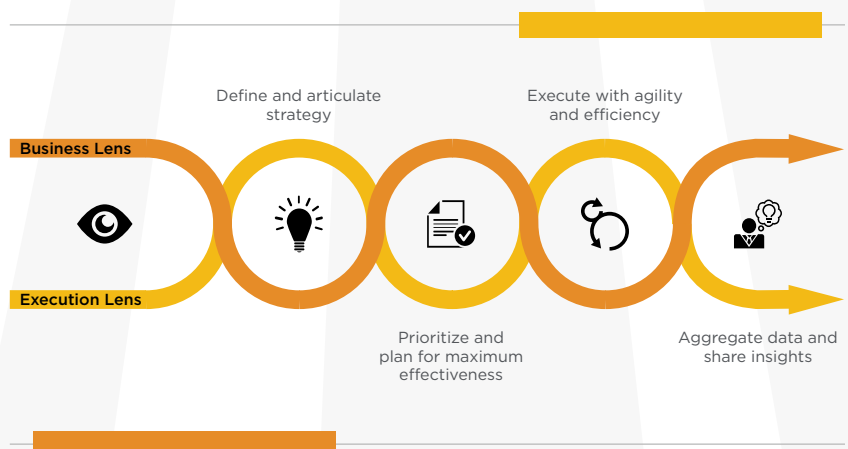 Define and articulate
strategy
Execute with agility
and efficiency
Business Lens
Execution Lens
Prioritize and
plan for maximum
effectiveness
Aggregate data and
share insights